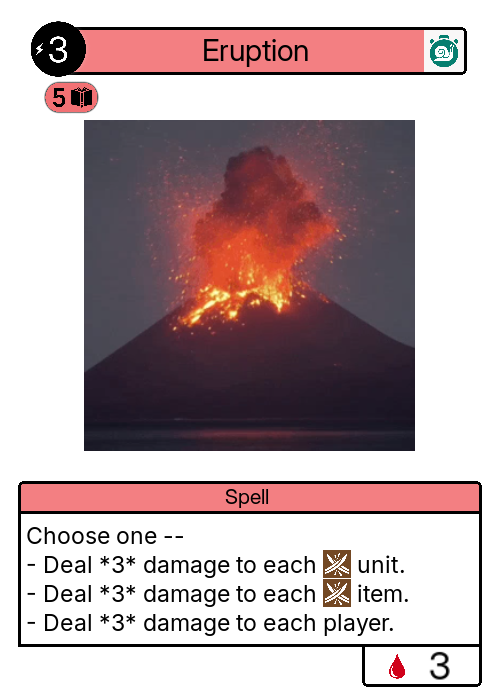 3
Eruption
5
Spell
Choose one --
- Deal *3* damage to each unit.
- Deal *3* damage to each item.
- Deal *3* damage to each player.
3